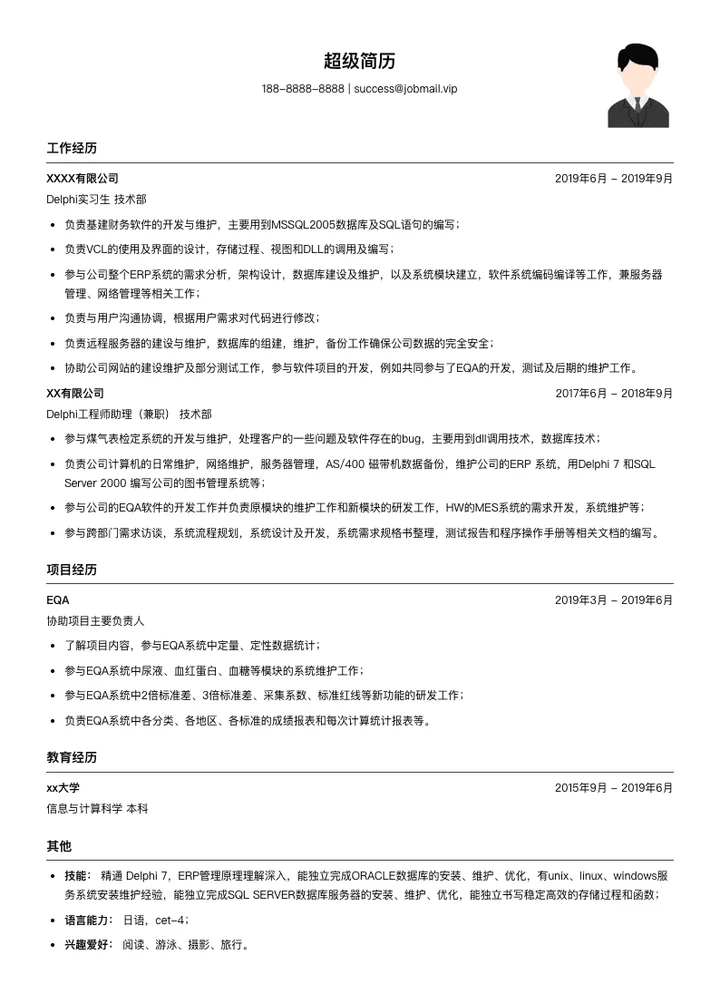 超级简历
188-8888-8888 | success@jobmail.vip
工作经历
XXXX有限公司 2019年6月 – 2019年9月
Delphi实习生 技术部
• 负责基建财务软件的开发与维护，主要用到MSSQL2005数据库及SQL语句的编写；
• 负责VCL的使用及界面的设计，存储过程、视图和DLL的调用及编写；
• 参与公司整个ERP系统的需求分析，架构设计，数据库建设及维护，以及系统模块建立，软件系统编码编译等工作，兼服务器
管理、网络管理等相关工作；
• 负责与用户沟通协调，根据用户需求对代码进行修改；
• 负责远程服务器的建设与维护，数据库的组建，维护，备份工作确保公司数据的完全安全；
• 协助公司网站的建设维护及部分测试工作，参与软件项目的开发，例如共同参与了EQA的开发，测试及后期的维护工作。
XX有限公司 2017年6月 – 2018年9月
Delphi工程师助理（兼职） 技术部
• 参与煤气表检定系统的开发与维护，处理客户的一些问题及软件存在的bug，主要用到dll调用技术，数据库技术；
• 负责公司计算机的日常维护，网络维护，服务器管理，AS/400 磁带机数据备份，维护公司的ERP 系统，用Delphi 7 和SQL
Server 2000 编写公司的图书管理系统等；
• 参与公司的EQA软件的开发工作并负责原模块的维护工作和新模块的研发工作，HW的MES系统的需求开发，系统维护等；
• 参与跨部门需求访谈，系统流程规划，系统设计及开发，系统需求规格书整理，测试报告和程序操作手册等相关文档的编写。
项目经历
EQA 2019年3月 – 2019年6月
协助项目主要负责人
• 了解项目内容，参与EQA系统中定量、定性数据统计；
• 参与EQA系统中尿液、血红蛋白、血糖等模块的系统维护工作；
• 参与EQA系统中2倍标准差、3倍标准差、采集系数、标准红线等新功能的研发工作；
• 负责EQA系统中各分类、各地区、各标准的成绩报表和每次计算统计报表等。
教育经历
xx大学 2015年9月 – 2019年6月
信息与计算科学 本科
其他
• 技能： 精通 Delphi 7，ERP管理原理理解深入，能独立完成ORACLE数据库的安装、维护、优化，有unix、linux、windows服
务系统安装维护经验，能独立完成SQL SERVER数据库服务器的安装、维护、优化，能独立书写稳定高效的存储过程和函数；
• 语言能力： 日语，cet-4；
• 兴趣爱好： 阅读、游泳、摄影、旅行。